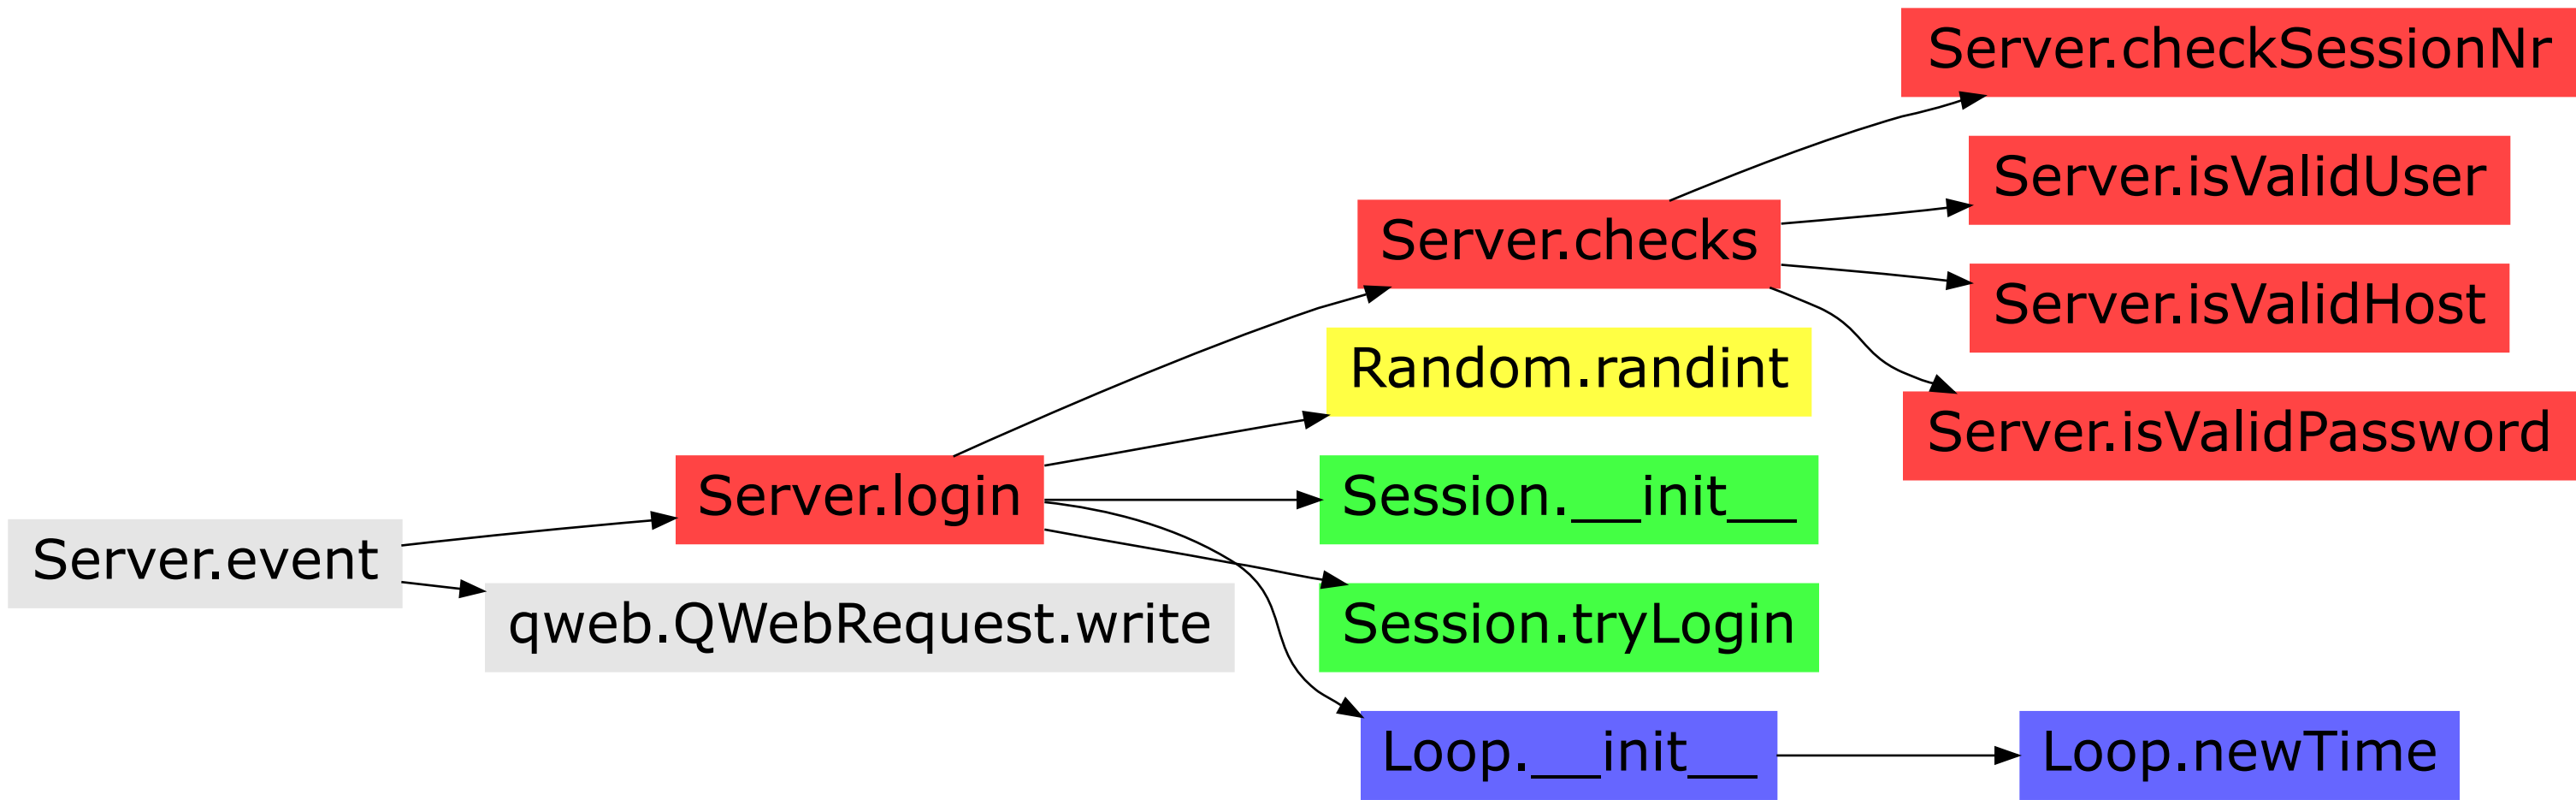 Server.checkSessionNr
Server.isValidUser
Server.checks
Server.isValidHost
Random.randint
Server.isValidPassword
Server.login
Session.__init__
Server.event
qweb.QWebRequest.write
Session.tryLogin
Loop.__init__
Loop.newTime